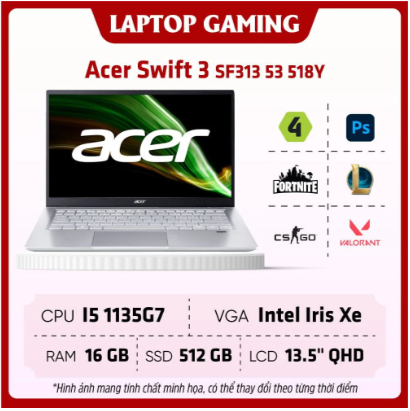 LAPTOP GAMING
Acer Swift 3 SF313 53 518Y
acer
acer
4
Ps
FORTNITE
L
CS GO
VALORANT
CPU I5 1135G7
VGA Intel Iris Xe
RAM 16 GB
SSD 512 GB
LCD 13.5" QHD
*Hình ảnh mang tính chất minh họa, có thể thay đổi theo từng thời điểm